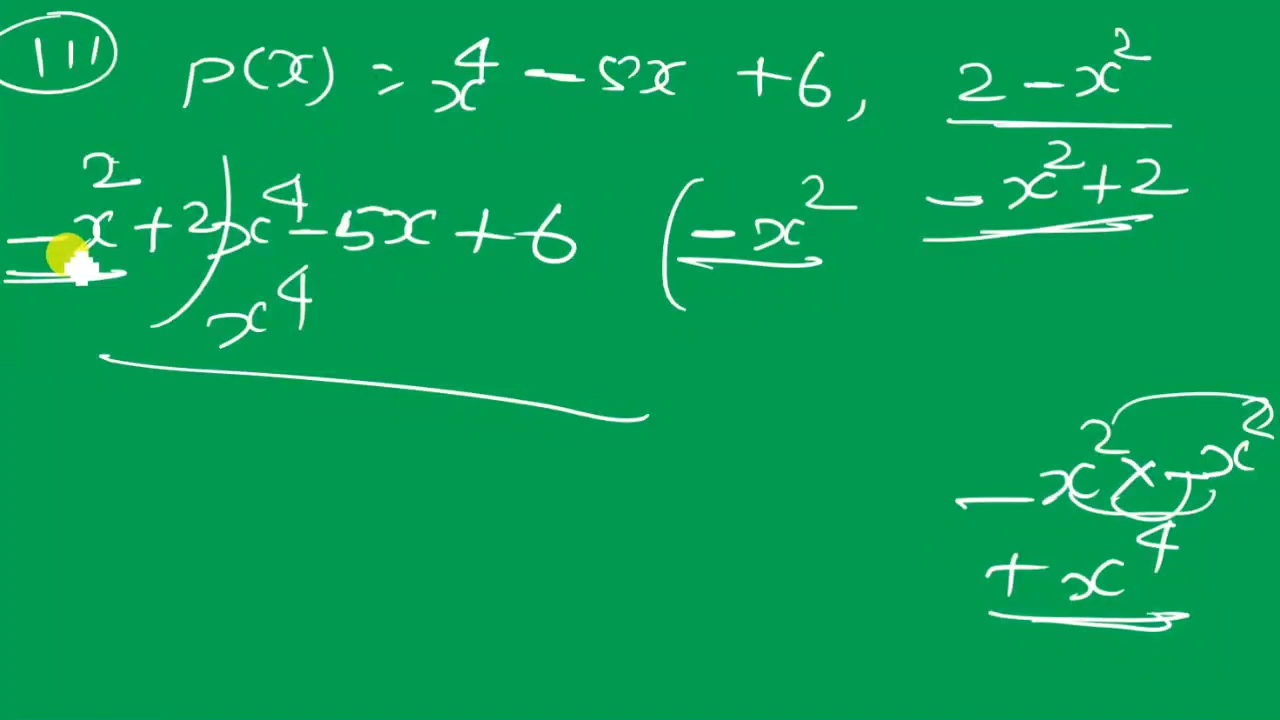 111 p(x) = x⁴ - 5x + 6, 2 - x²
- x² + 2
- x² + 2) x⁴ - 5x + 6 ( - x²
x⁴
- x² × - x²
+ x⁴